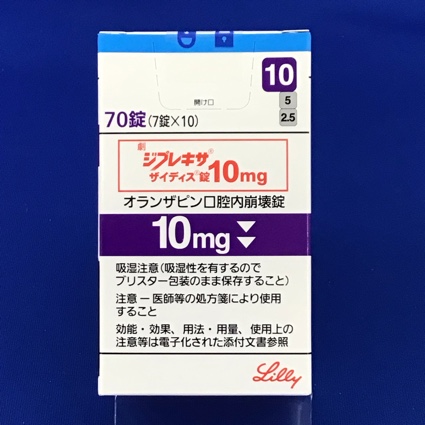 10
5
2.5
開け口
70錠(7錠×10)
劇
ジプレキサ®
ザイディス®錠10mg
オランザピン口腔内崩壊錠
10mg
吸湿注意(吸湿性を有するので
ブリスター包装のまま保存すること)
注意 ー 医師等の処方箋により使用
すること
効能・効果、用法・用量、使用上の
注意等は電子化された添付文書参照
Lilly